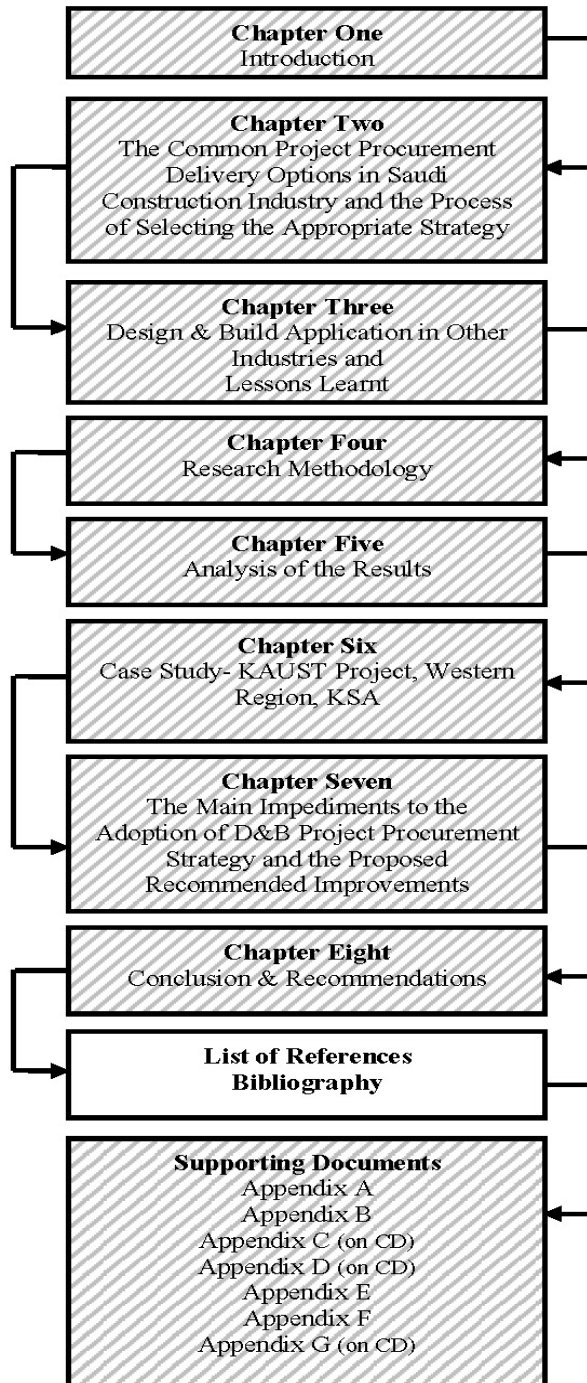 Chapter One
Introduction
Chapter Two
The Common Project Procurement
Delivery Options in Saudi
Construction Industry and the Process
of Selecting the Appropriate Strategy
Chapter Three
Design & Build Application in Other
Industries and
Lessons Learnt
Chapter Four
Research Methodology
Chapter Five
Analysis of the Results
Chapter Six
Case Study- KAUST Project, Western
Region, KSA
Chapter Seven
The Main Impediments to the
Adoption of D&B Project Procurement
Strategy and the Proposed
Recommended Improvements
Chapter Eight
Conclusion & Recommendations
List of References
Bibliography
Supporting Documents
Appendix A
Appendix B
Appendix C (on CD)
Appendix D (on CD)
Appendix E
Appendix F
Appendix G (on CD)